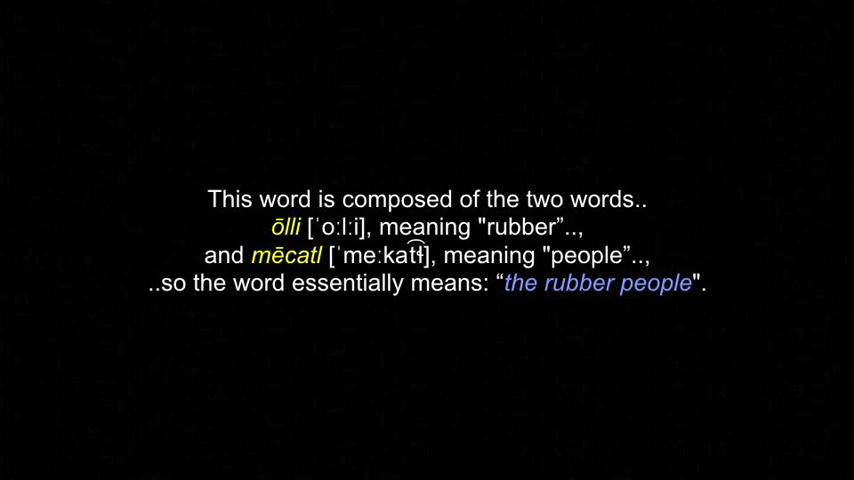 This word is composed of the two words..
ōlli [ˈoːlːi], meaning "rubber”..,
and mēcatl [ˈmeːkat͡ɬ], meaning "people”..,
..so the word essentially means: “the rubber people".